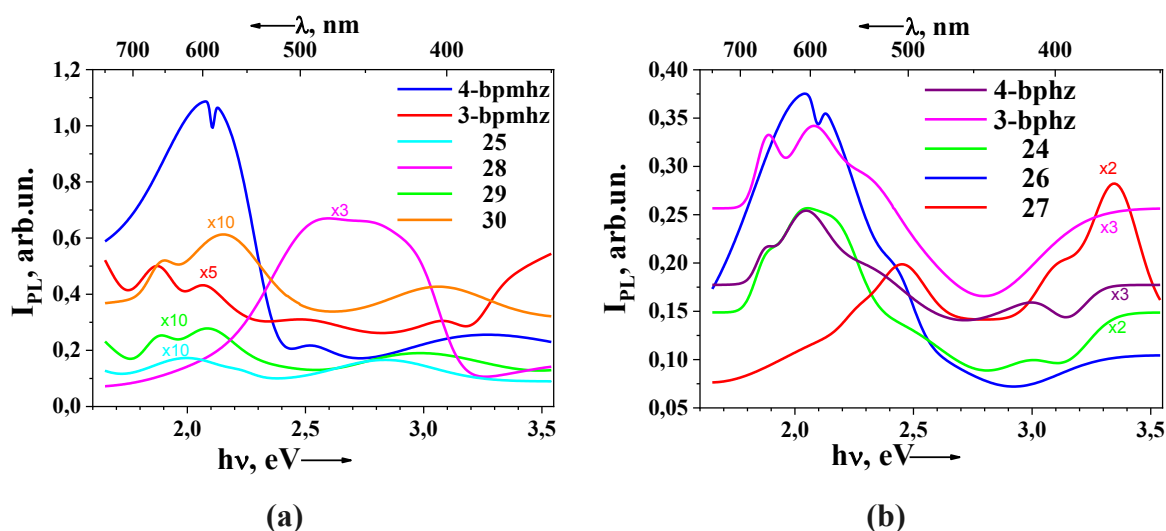 λ, nm
700 600 500 400
1,2
1,0
0,8
0,6
0,4
0,2
0,0
I_PL, arb.un.
4-bpmhz
3-bpmhz
25
28
29
30
x10
x3
x5
x10
x10
2,0 2,5 3,0 3,5
hν, eV
(a)
λ, nm
700 600 500 400
0,40
0,35
0,30
0,25
0,20
0,15
0,10
0,05
I_PL, arb.un.
4-bphz
3-bphz
24
26
27
x2
x3
x3
x2
2,0 2,5 3,0 3,5
hν, eV
(b)